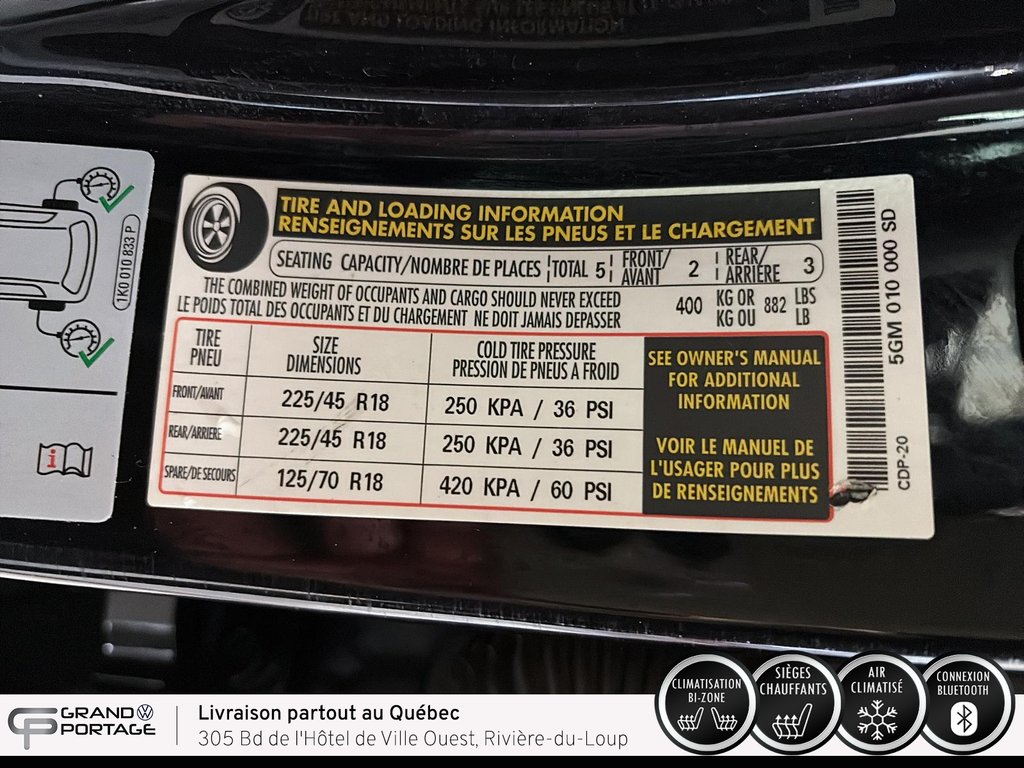 TIRE AND LOADING INFORMATION
RENSEIGNEMENTS SUR LES PNEUS ET LE CHARGEMENT
SEATING CAPACITY/NOMBRE DE PLACES TOTAL 5 FRONT/AVANT 2 REAR/ARRIÈRE 3
THE COMBINED WEIGHT OF OCCUPANTS AND CARGO SHOULD NEVER EXCEED 400 KG OR 882 LBS
LE POIDS TOTAL DES OCCUPANTS ET DU CHARGEMENT NE DOIT JAMAIS DEPASSER KG OU LB
TIRE PNEU SIZE DIMENSIONS COLD TIRE PRESSURE PRESSION DE PNEUS A FROID
FRONT/AVANT 225/45 R18 250 KPA / 36 PSI
REAR/ARRIERE 225/45 R18 250 KPA / 36 PSI
SPARE/DE SECOURS 125/70 R18 420 KPA / 60 PSI
SEE OWNER'S MANUAL
FOR ADDITIONAL
INFORMATION
VOIR LE MANUEL DE
L'USAGER POUR PLUS
DE RENSEIGNEMENTS
5GM 010 000 SD
CDP-20
1K0 010 833 P
GRAND
PORTAGE
Livraison partout au Québec
305 Bd de l'Hôtel de Ville Ouest, Rivière-du-Loup
CLIMATISATION
BI-ZONE
SIÈGES
CHAUFFANTS
AIR
CLIMATISÉ
CONNEXION
BLUETOOTH